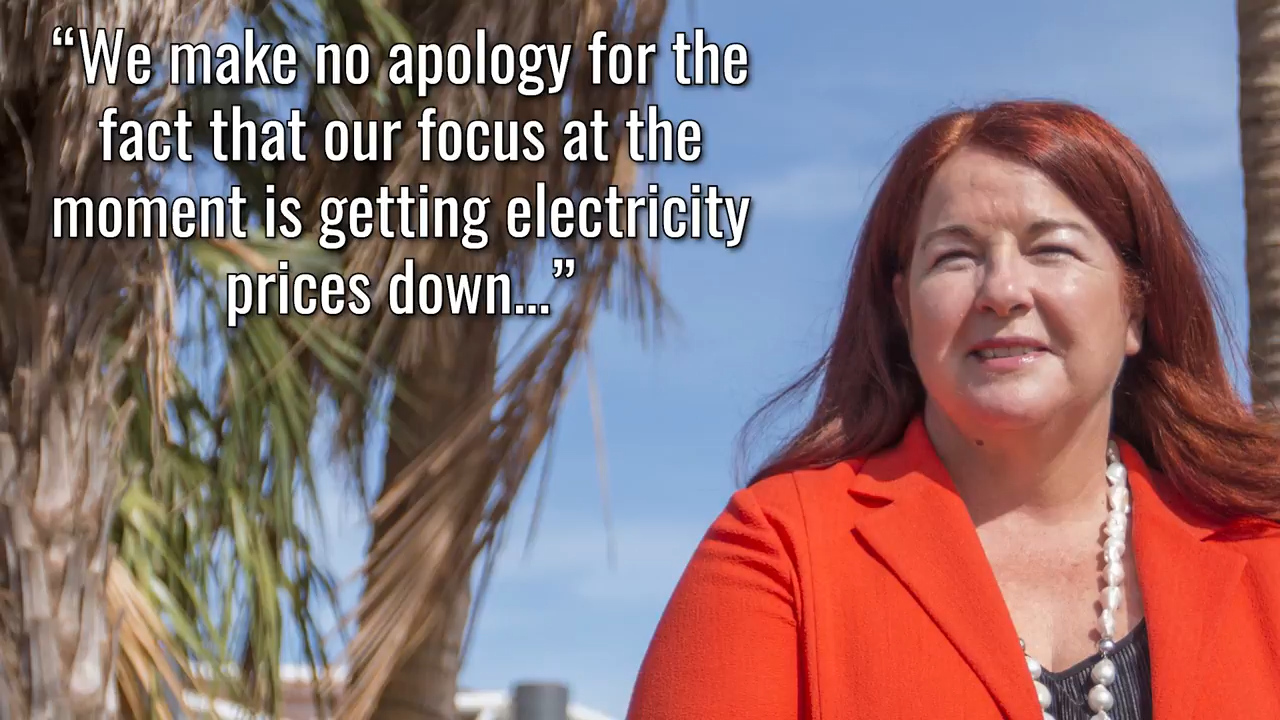 “We make no apology for the
fact that our focus at the
moment is getting electricity
prices down...”